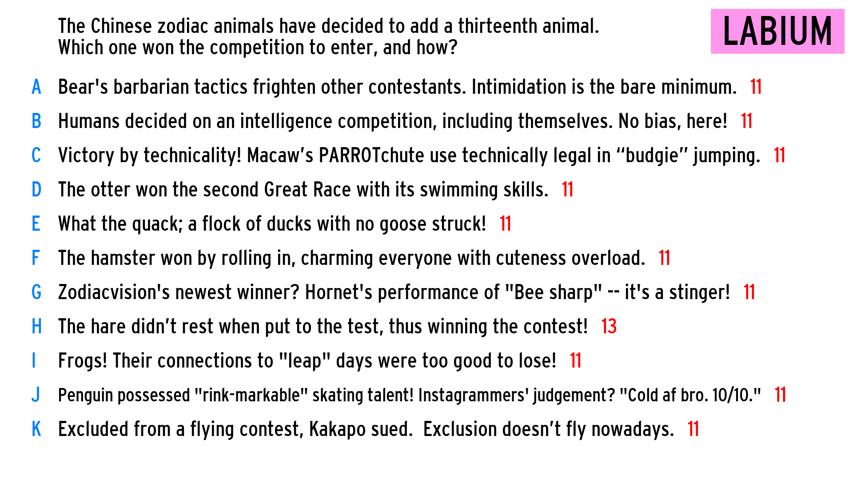 The Chinese zodiac animals have decided to add a thirteenth animal.
Which one won the competition to enter, and how?
LABIUM
A Bear's barbarian tactics frighten other contestants. Intimidation is the bare minimum. 11
B Humans decided on an intelligence competition, including themselves. No bias, here! 11
C Victory by technicality! Macaw’s PARROTchute use technically legal in “budgie” jumping. 11
D The otter won the second Great Race with its swimming skills. 11
E What the quack; a flock of ducks with no goose struck! 11
F The hamster won by rolling in, charming everyone with cuteness overload. 11
G Zodiacvision's newest winner? Hornet's performance of "Bee sharp" -- it's a stinger! 11
H The hare didn’t rest when put to the test, thus winning the contest! 13
I Frogs! Their connections to "leap" days were too good to lose! 11
J Penguin possessed "rink-markable" skating talent! Instagrammers' judgement? "Cold af bro. 10/10." 11
K Excluded from a flying contest, Kakapo sued.  Exclusion doesn’t fly nowadays. 11